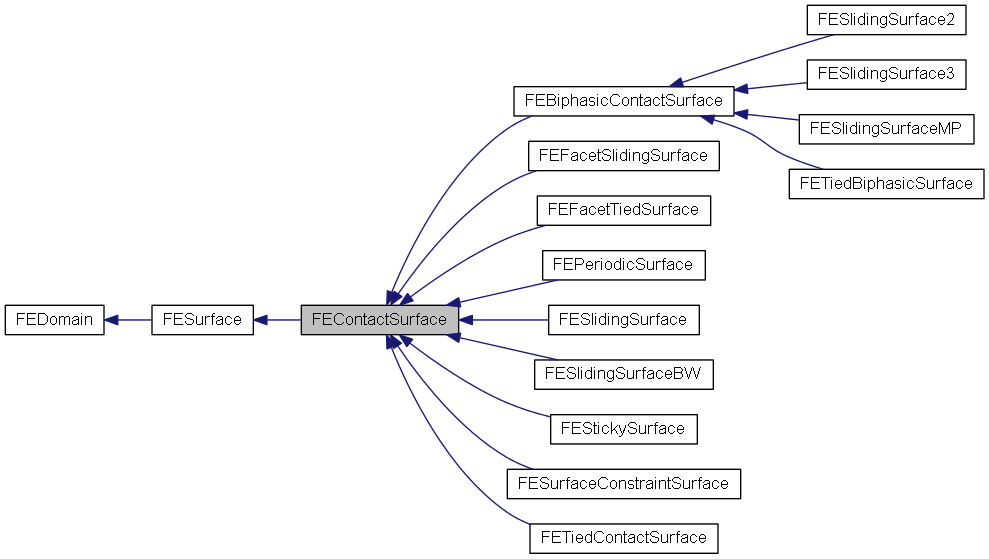 FESlidingSurface2
FESlidingSurface3
FEBiphasicContactSurface
FESlidingSurfaceMP
FEFacetSlidingSurface
FETiedBiphasicSurface
FEFacetTiedSurface
FEPeriodicSurface
FEDomain
FESurface
FEContactSurface
FESlidingSurface
FESlidingSurfaceBW
FEStickySurface
FESurfaceConstraintSurface
FETiedContactSurface